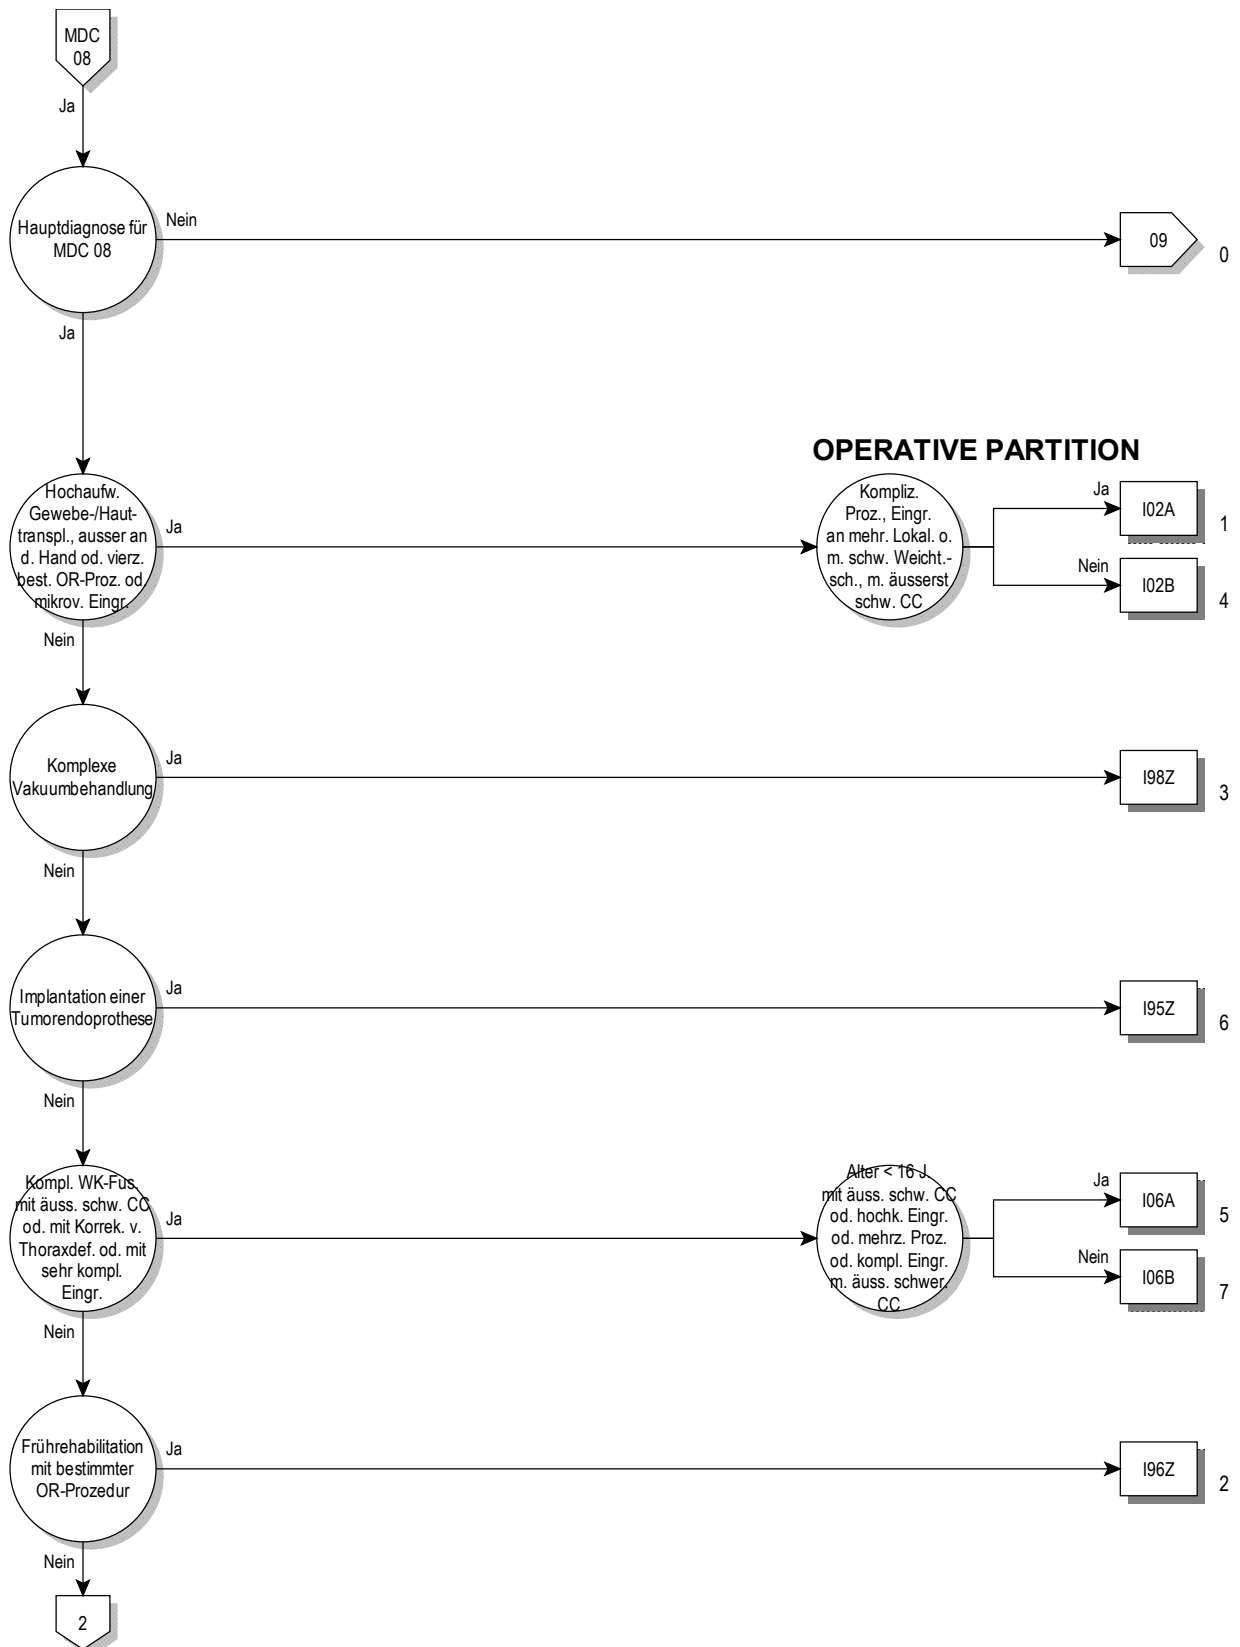 MDC
08
Ja
Hauptdiagnose für
MDC 08
Nein
09
0
Ja
OPERATIVE PARTITION
Hochaufw.
Gewebe-/Haut-
transpl., ausser an
d. Hand od. vierz.
best. OR-Proz. od.
mikrov. Eingr.
Ja
Kompliz.
Proz., Eingr.
an mehr. Lokal. o.
m. schw. Weicht.-
sch., m. äusserst
schw. CC
Ja
I02A
1
Nein
I02B
4
Nein
Komplexe
Vakuumbehandlung
Ja
I98Z
3
Nein
Implantation einer
Tumorendoprothese
Ja
I95Z
6
Nein
Kompl. WK-Fus.
mit äuss. schw. CC
od. mit Korrek. v.
Thoraxdef. od. mit
sehr kompl.
Eingr.
Ja
Alter < 16 J.
mit äuss. schw. CC
od. hochk. Eingr.
od. mehrz. Proz.
od. kompl. Eingr.
m. äuss. schwer.
CC
Ja
I06A
5
Nein
I06B
7
Nein
Frührehabilitation
mit bestimmter
OR-Prozedur
Ja
I96Z
2
Nein
2